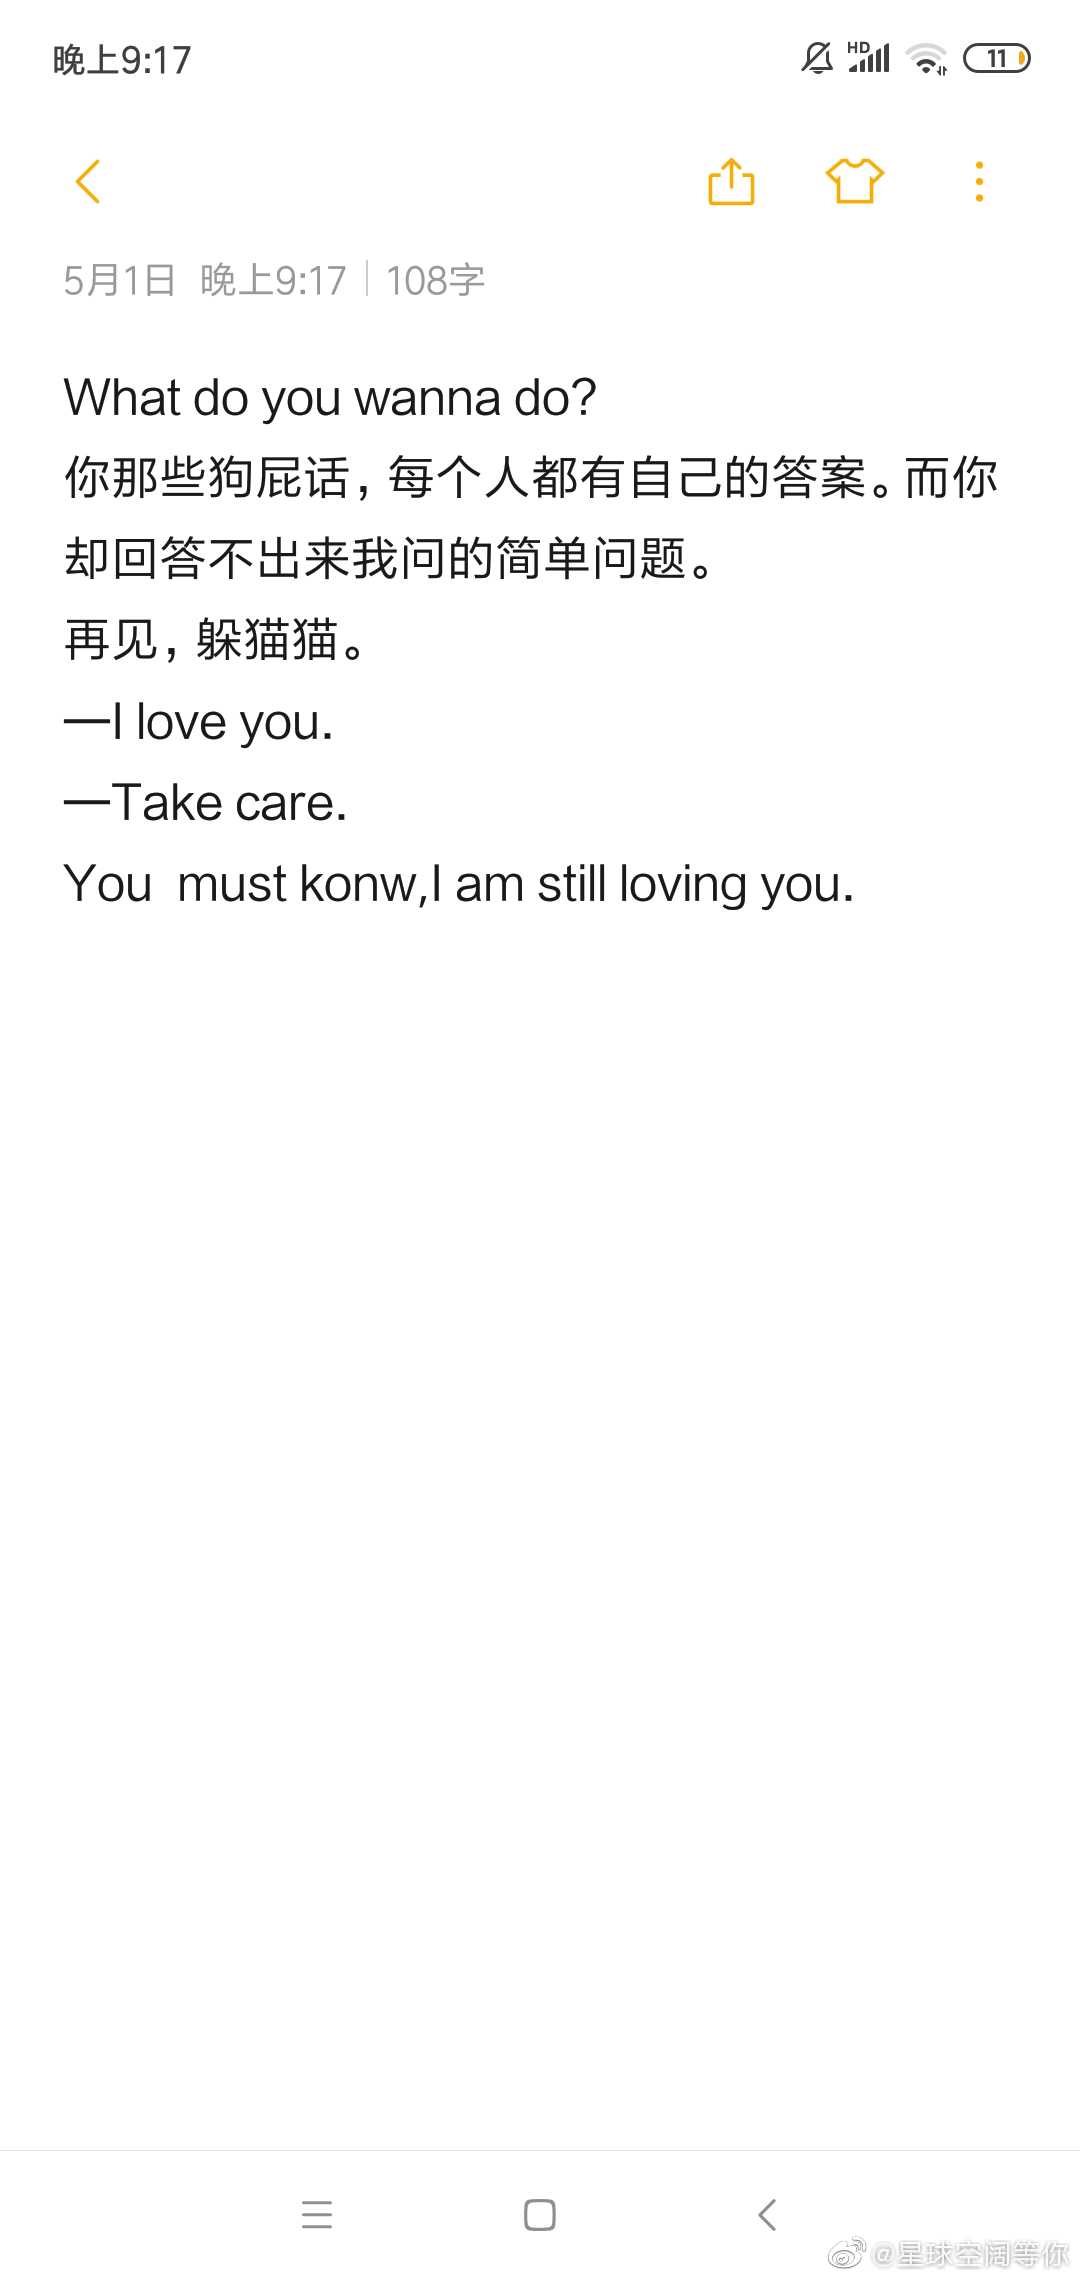 晚上9:17
HD
11
5月1日 晚上9:17 108字
What do you wanna do?
你那些狗屁话，每个人都有自己的答案。而你
却回答不出来我问的简单问题。
再见，躲猫猫。
—I love you.
—Take care.
You  must konw,I am still loving you.
@星球空阔等你